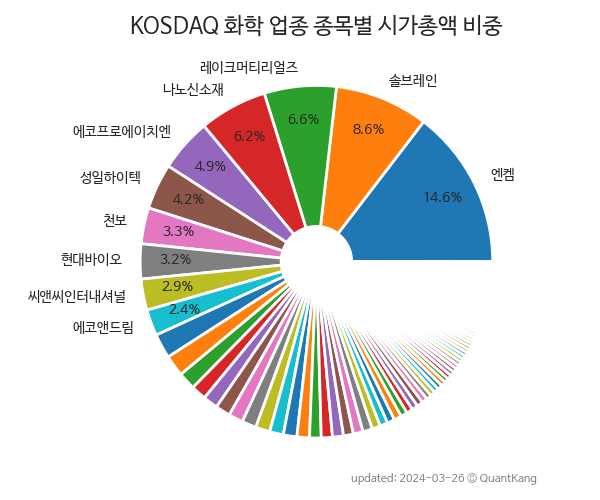 KOSDAQ 화학 업종 종목별 시가총액 비중
엔켐
14.6%
솔브레인
8.6%
레이크머티리얼즈
6.6%
나노신소재
6.2%
에코프로에이치엔
4.9%
성일하이텍
4.2%
천보
3.3%
현대바이오
3.2%
씨앤씨인터내셔널
2.9%
에코앤드림
2.4%
updated: 2024-03-26 © QuantKang